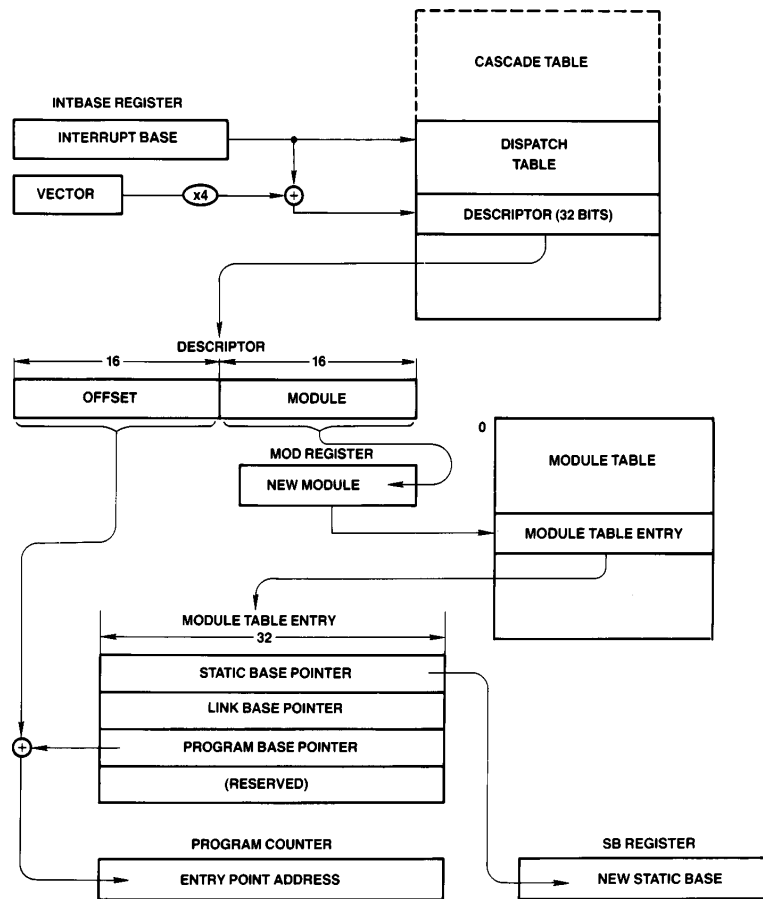 CASCADE TABLE
INTBASE REGISTER
INTERRUPT BASE
DISPATCH
TABLE
VECTOR
x4
+
DESCRIPTOR (32 BITS)
DESCRIPTOR
16
16
OFFSET
MODULE
0
MOD REGISTER
NEW MODULE
MODULE TABLE
MODULE TABLE ENTRY
MODULE TABLE ENTRY
32
STATIC BASE POINTER
LINK BASE POINTER
+
PROGRAM BASE POINTER
(RESERVED)
PROGRAM COUNTER
SB REGISTER
ENTRY POINT ADDRESS
NEW STATIC BASE